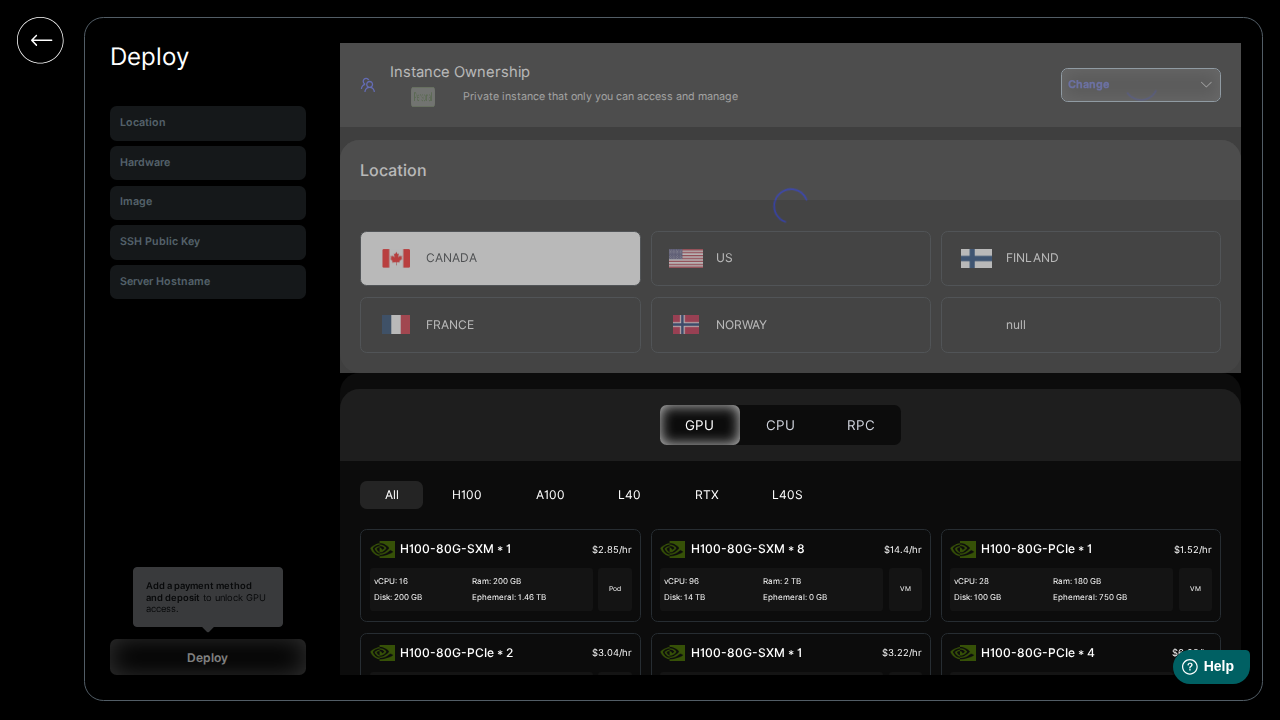 Deploy
Location
Hardware
Image
SSH Public Key
Server Hostname
Add a payment method
and deposit to unlock GPU
access.
Deploy
Instance Ownership
Private instance that only you can access and manage
Change
Location
CANADA
US
FINLAND
FRANCE
NORWAY
null
GPU
CPU
RPC
All
H100
A100
L40
RTX
L40S
H100-80G-SXM * 1
$2.85/hr
vCPU: 16
Ram: 200 GB
Disk: 200 GB
Ephemeral: 1.46 TB
Pod
H100-80G-SXM * 8
$14.4/hr
vCPU: 96
Ram: 2 TB
Disk: 14 TB
Ephemeral: 0 GB
VM
H100-80G-PCIe * 1
$1.52/hr
vCPU: 28
Ram: 180 GB
Disk: 100 GB
Ephemeral: 750 GB
VM
H100-80G-PCIe * 2
$3.04/hr
H100-80G-SXM * 1
$3.22/hr
H100-80G-PCIe * 4
Help